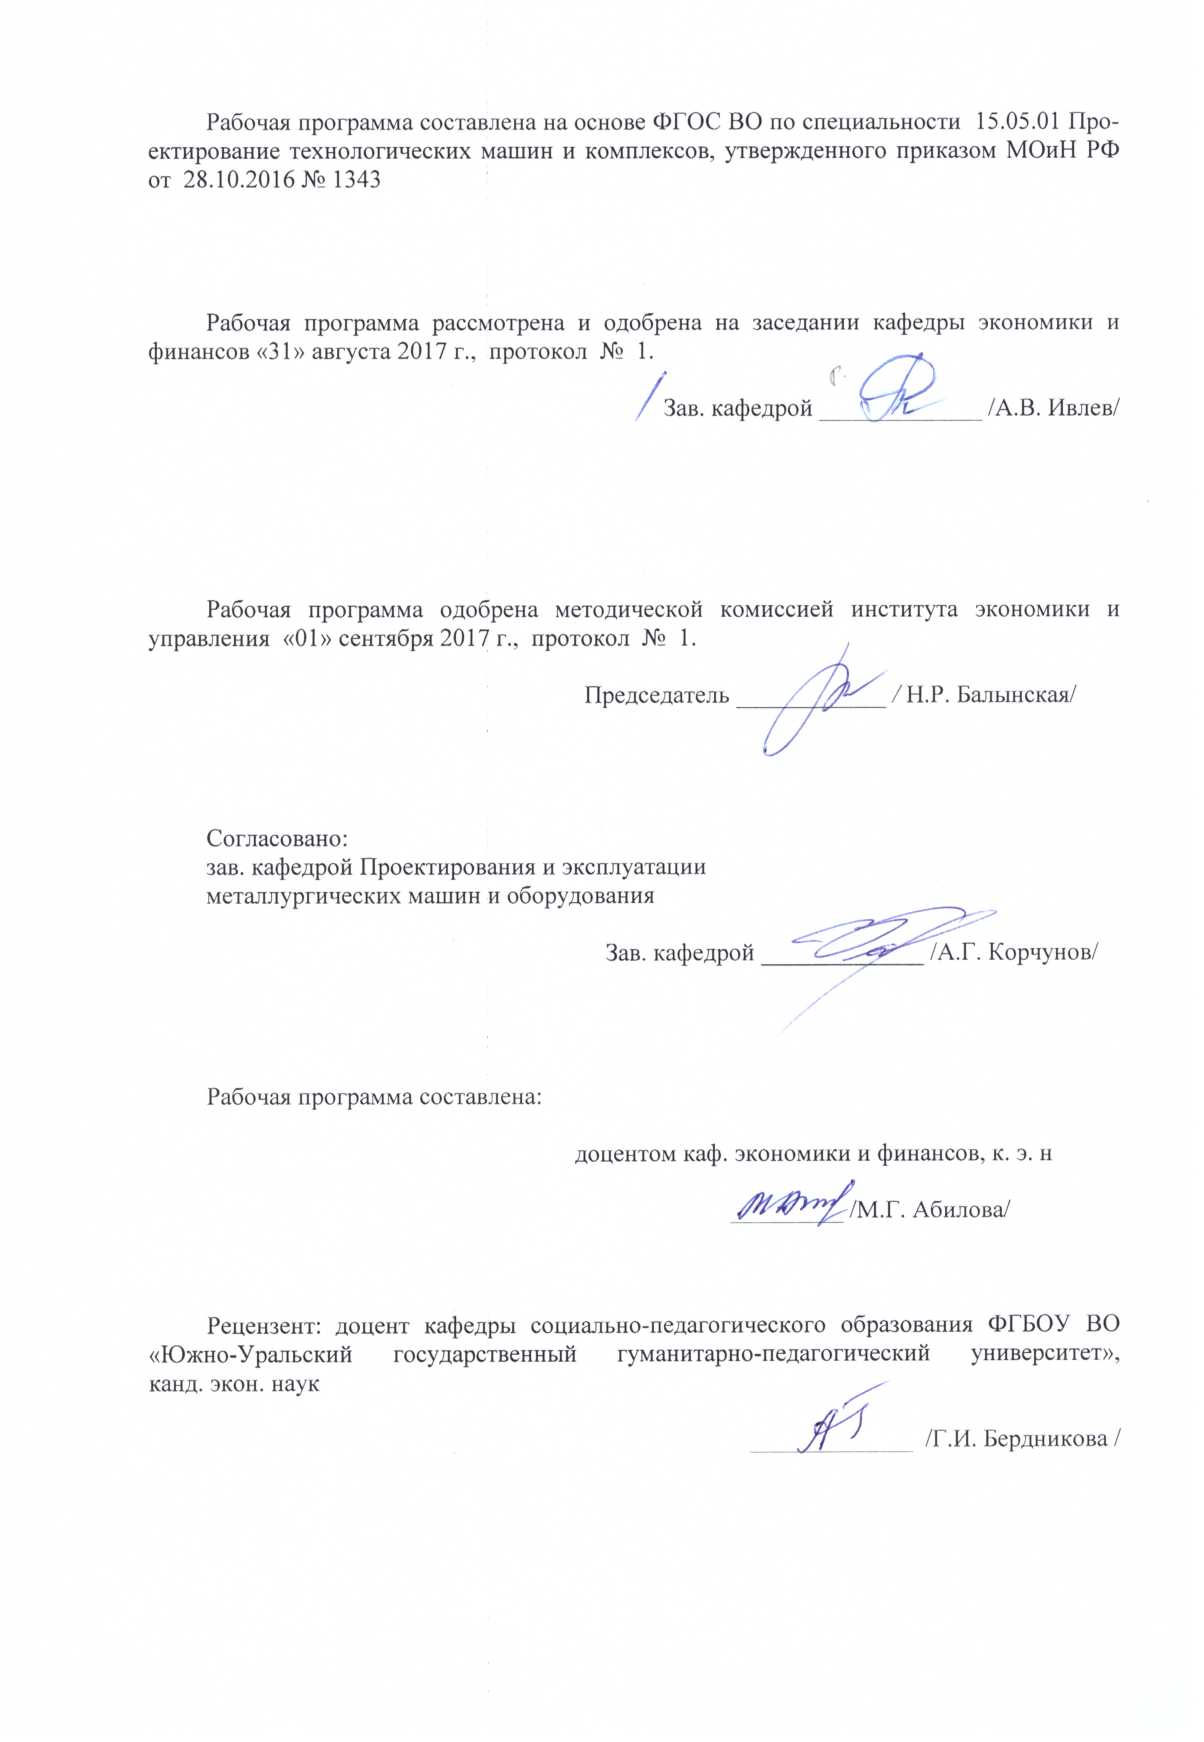 Рабочая программа составлена на основе ФГОС ВО по специальности 15.05.01 Про-
ектирование технологических машин и комплексов, утвержденного приказом МОиН РФ
от 28.10.2016 № 1343
Рабочая программа рассмотрена и одобрена на заседании кафедры экономики и
финансов «31» августа 2017 г., протокол № 1.
Зав. кафедрой _____________ /А.В. Ивлев/
Рабочая программа одобрена методической комиссией института экономики и
управления «01» сентября 2017 г., протокол № 1.
Председатель ____________ / Н.Р. Балынская/
Согласовано:
зав. кафедрой Проектирования и эксплуатации
металлургических машин и оборудования
Зав. кафедрой _____________ /А.Г. Корчунов/
Рабочая программа составлена:
доцентом каф. экономики и финансов, к. э. н
_________ /М.Г. Абилова/
Рецензент: доцент кафедры социально-педагогического образования ФГБОУ ВО
«Южно-Уральский государственный гуманитарно-педагогический университет»,
канд. экон. наук
_____________ /Г.И. Бердникова /